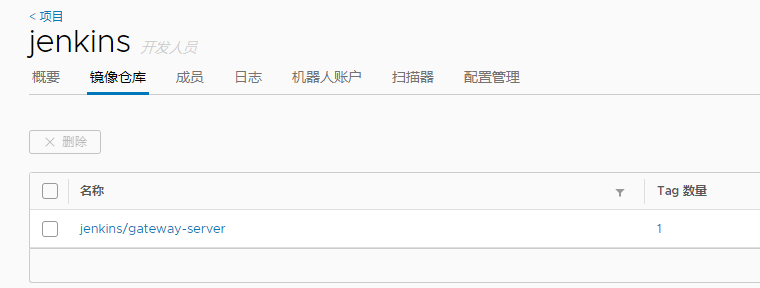 < 项目
jenkins 开发人员
概要 镜像仓库 成员 日志 机器人账户 扫描器 配置管理
删除
名称 Tag 数量
jenkins/gateway-server 1